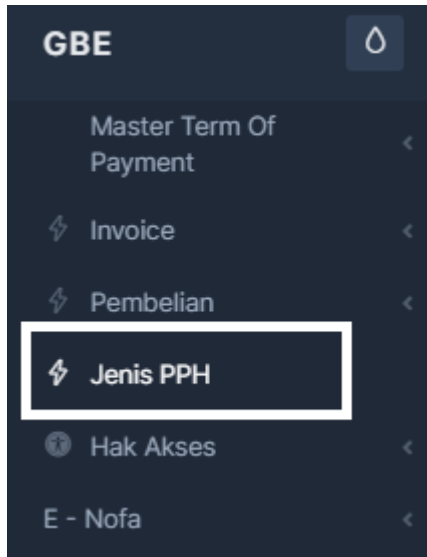 GBE
Master Term Of
Payment
Invoice
Pembelian
Jenis PPH
Hak Akses
E - Nofa